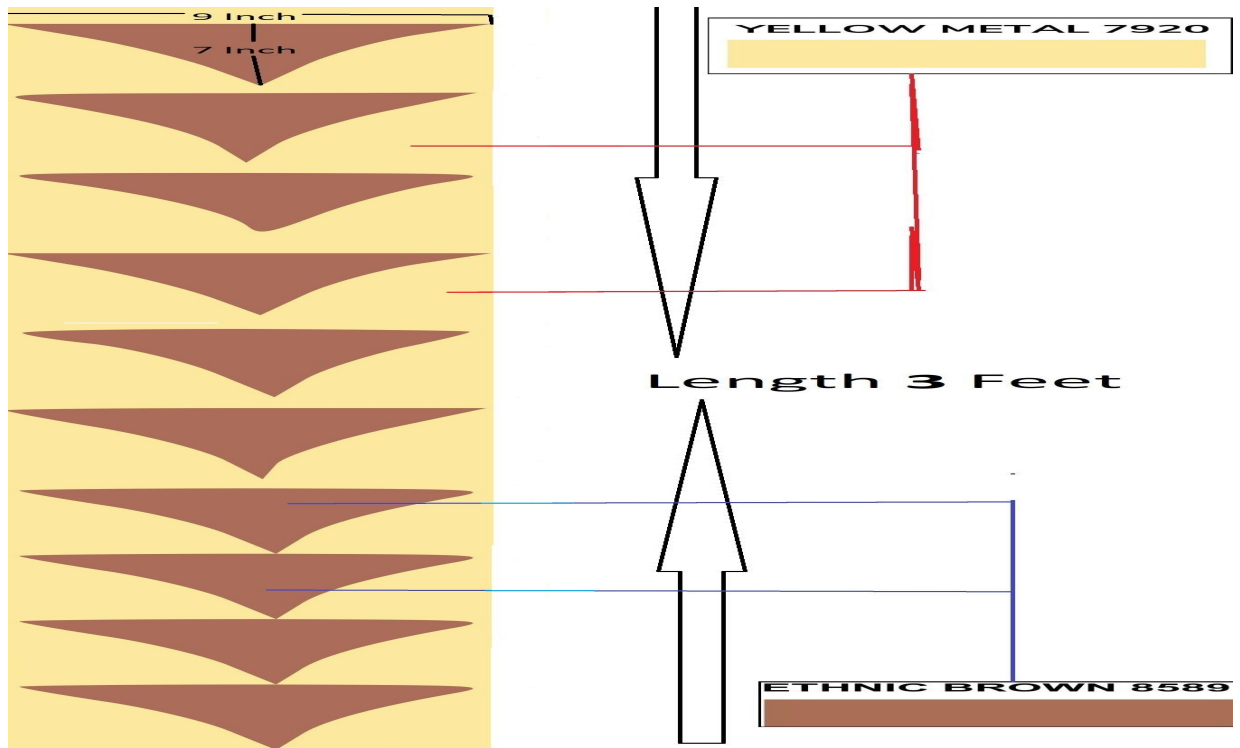 9 Inch
7 Inch
YELLOW METAL 7920
Length 3 Feet
ETHNIC BROWN 8589